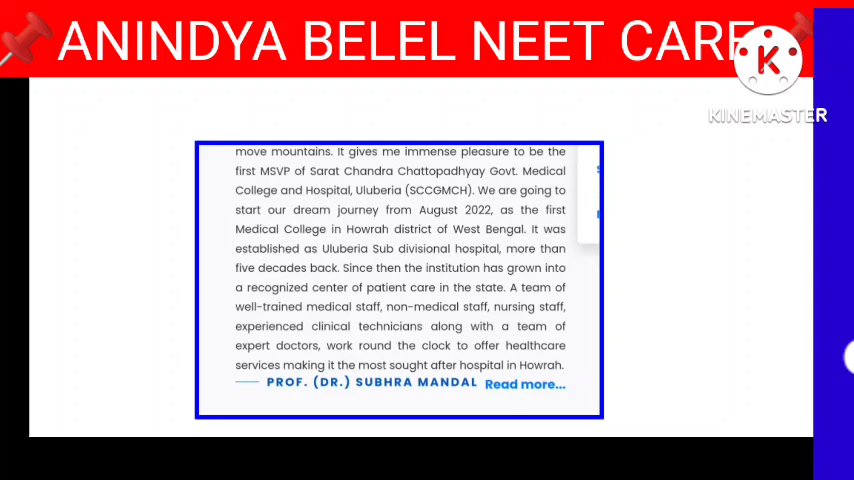 ANINDYA BELEL NEET CARE
K
KINEMASTER
move mountains. It gives me immense pleasure to be the
first MSVP of Sarat Chandra Chattopadhyay Govt. Medical
College and Hospital, Uluberia (SCCGMCH). We are going to
start our dream journey from August 2022, as the first
Medical College in Howrah district of West Bengal. It was
established as Uluberia Sub divisional hospital, more than
five decades back. Since then the institution has grown into
a recognized center of patient care in the state. A team of
well-trained medical staff, non-medical staff, nursing staff,
experienced clinical technicians along with a team of
expert doctors, work round the clock to offer healthcare
services making it the most sought after hospital in Howrah.
PROF. (DR.) SUBHRA MANDAL Read more...